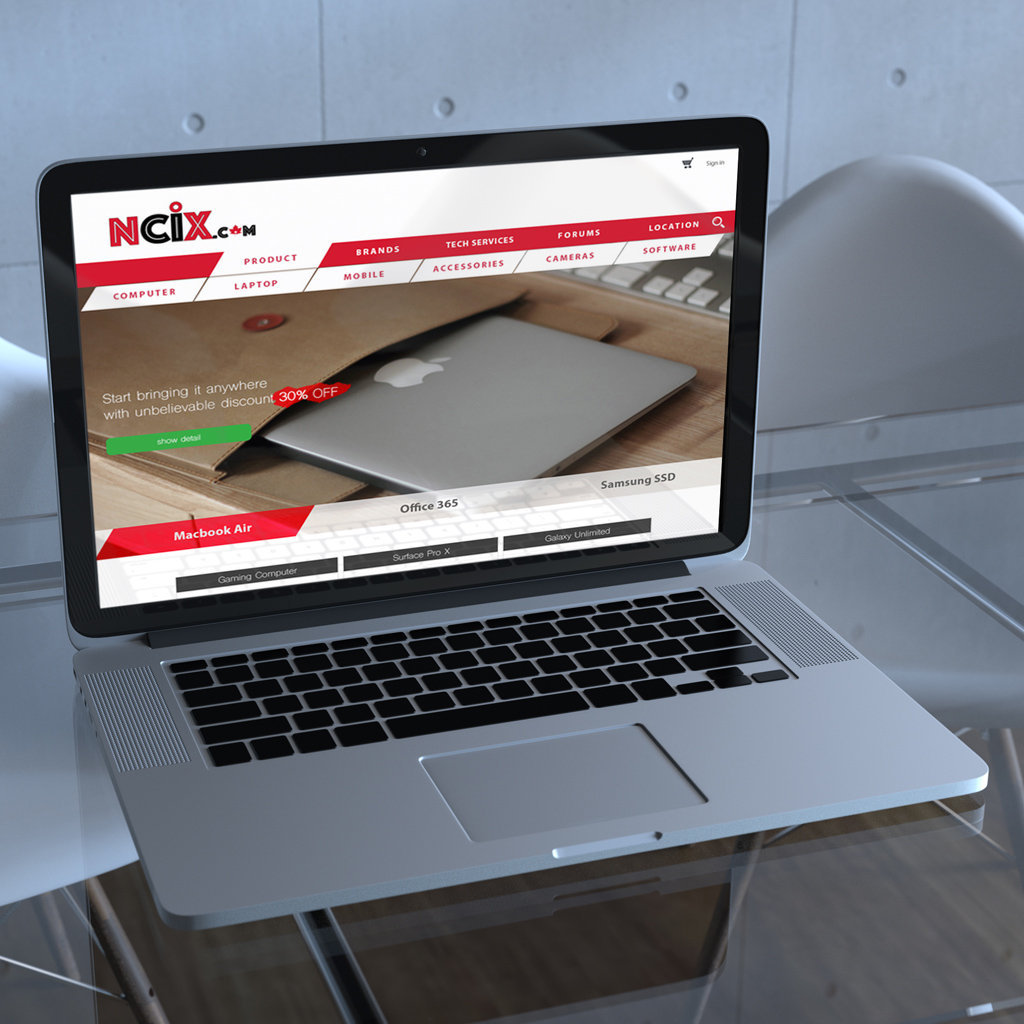 Sign in
NCIX.COM
PRODUCT
BRANDS
TECH SERVICES
FORUMS
LOCATION
COMPUTER
LAPTOP
MOBILE
ACCESSORIES
CAMERAS
SOFTWARE
Start bringing it anywhere
with unbelievable discount 30% OFF
show detail
Macbook Air
Office 365
Samsung SSD
Gaming Computer
Surface Pro X
Galaxy Unlimited